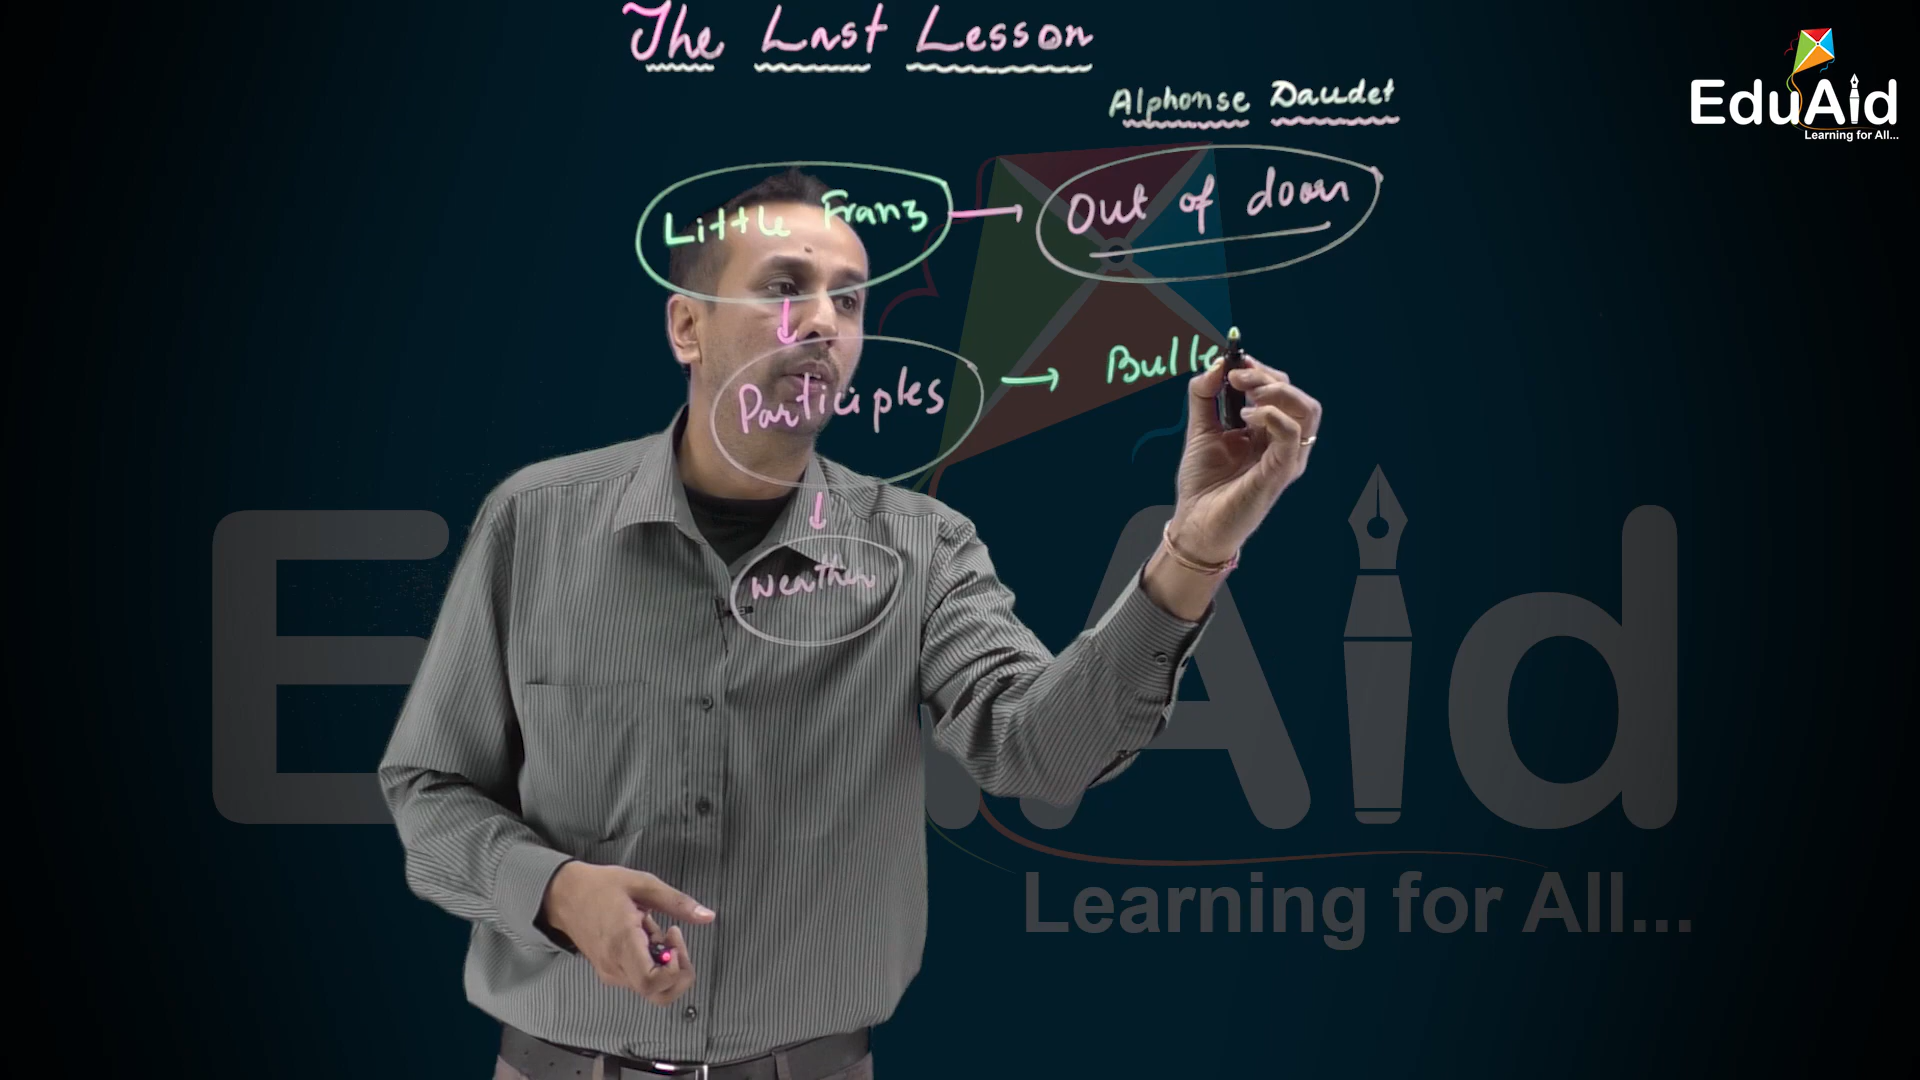 The Last Lesson
Alphonse Daudet
EduAid
Learning for All...
Little Franz → Out of door
↓
Participles → Bulle
↓
Weather
EduAid
Learning for All...